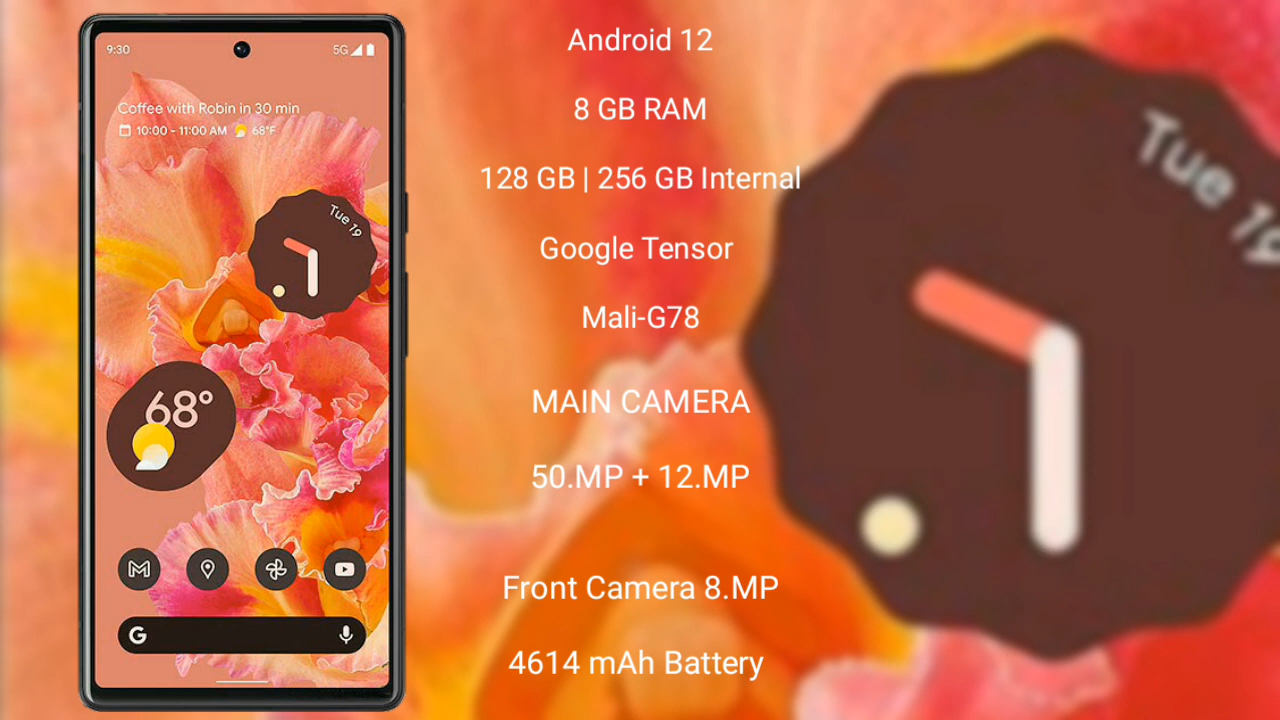 9:30
5G
Coffee with Robin in 30 min
10:00 - 11:00 AM 68°F
Tue 19
68°
G
Android 12
8 GB RAM
128 GB | 256 GB Internal
Google Tensor
Mali-G78
MAIN CAMERA
50.MP + 12.MP
Front Camera 8.MP
4614 mAh Battery
Tue 19